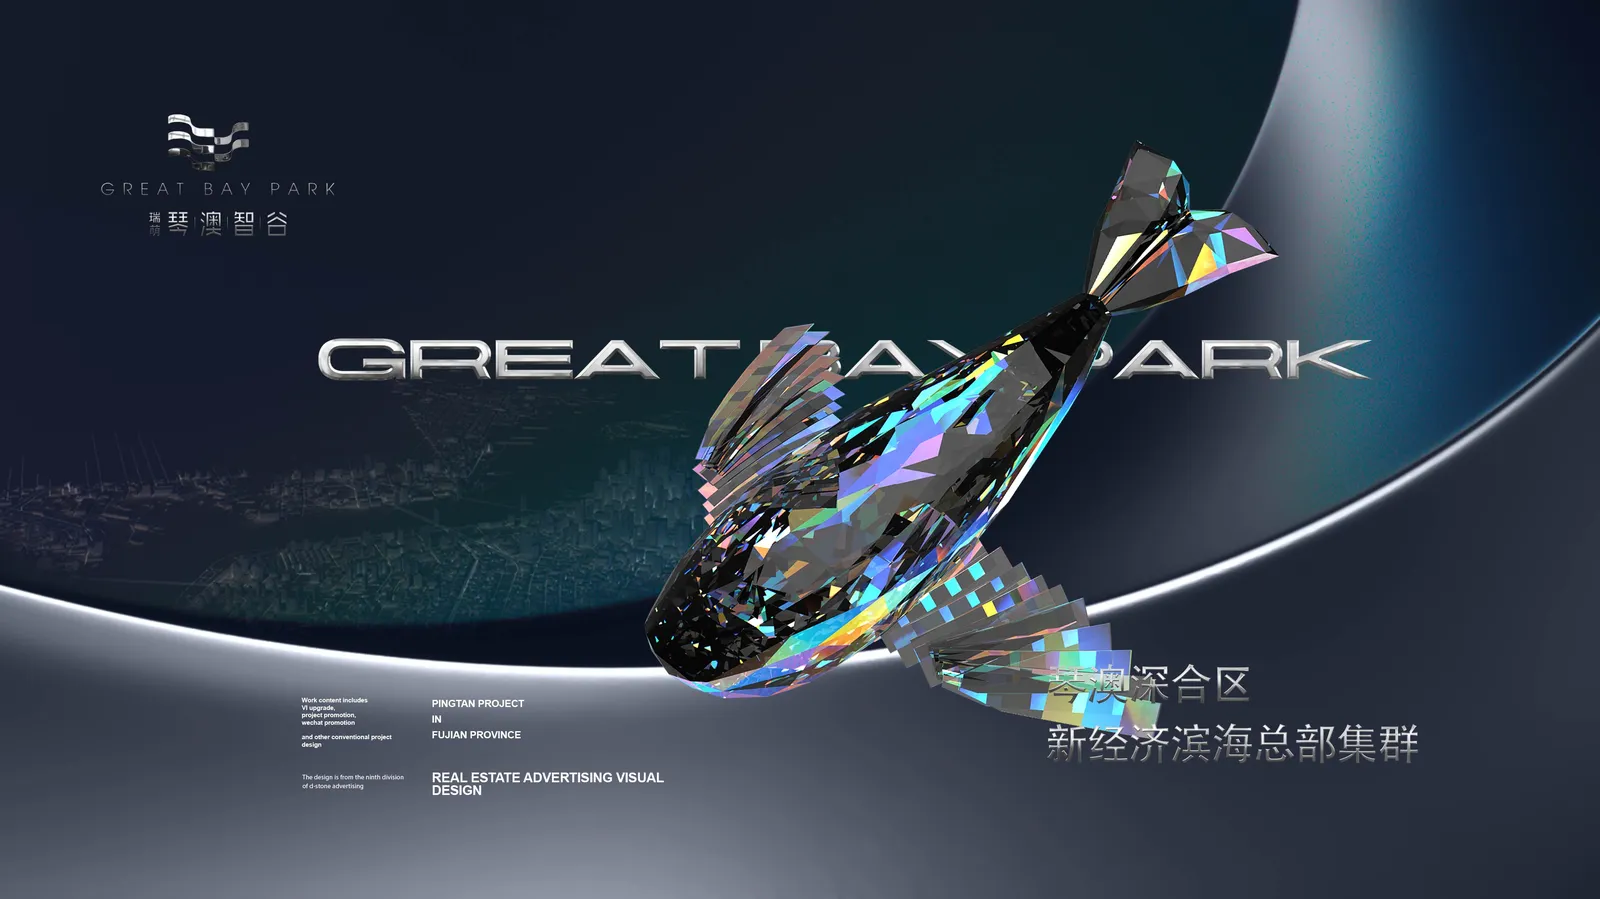 GREAT BAY PARK
瑞萌 琴澳智谷
GREAT BAY PARK
琴澳深合区
新经济滨海总部集群
Work content includes
VI upgrade,
project promotion,
wechat promotion
and other conventional project
design
The design is from the ninth division
of d-stone advertising
PINGTAN PROJECT
IN
FUJIAN PROVINCE
REAL ESTATE ADVERTISING VISUAL
DESIGN